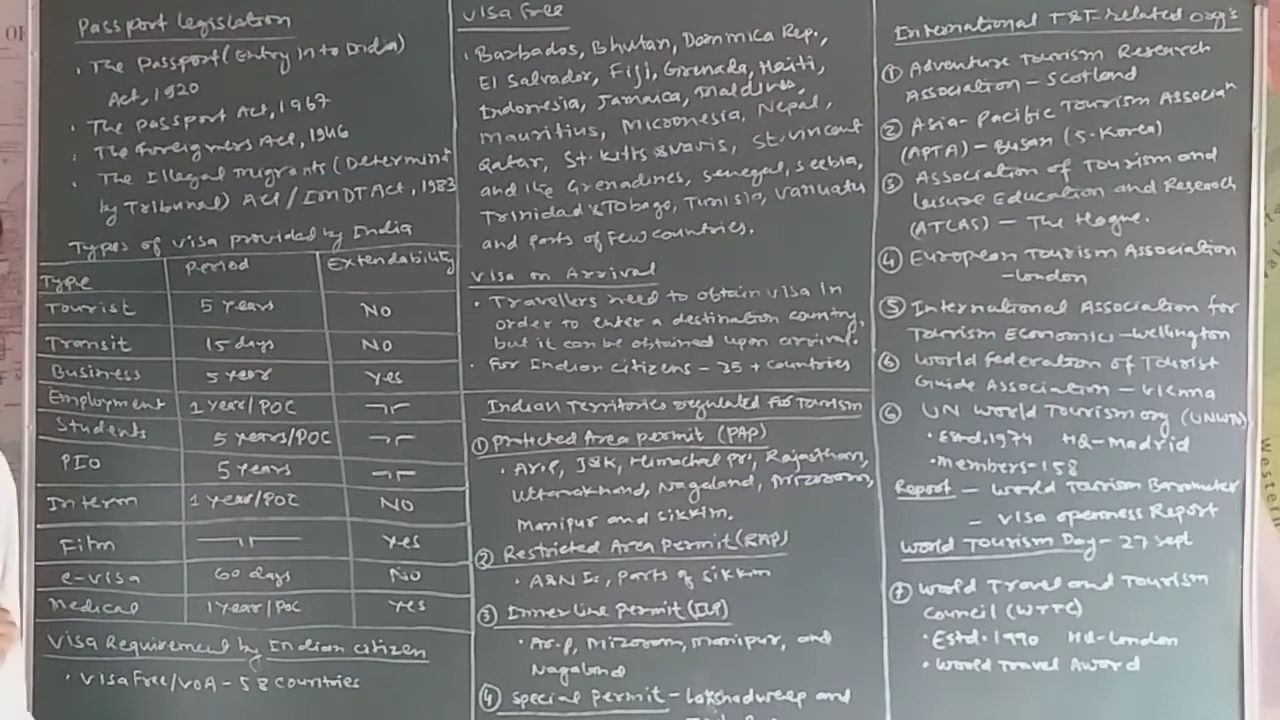 Passport legislation
• The Passport (Entry in to India)
Act, 1920
• The Passport Act, 1967
• The Foreigners Act, 1946
• The Illegal migrants (Determinatn
by Tribunal) Act / IMDT Act, 1983
Types of visa provided by India
Type Period Extendability
Tourist 5 years NO
Transit 15 days NO
Business 5 year Yes
Employment 1 year/POC —〃—
Students 5 years/POC —〃—
PIO 5 years —〃—
Intern 1 year/POC NO
Film —〃— Yes
e-visa 60 days No
Medical 1 year/POC Yes
Visa Requirement by Indian citizen
• Visa Free/VOA - 58 countries
Visa Free
• Barbados, Bhutan, Dominica Rep.,
El Salvador, Fiji, Grenada, Haiti,
Indonesia, Jamaica, Maldives,
Mauritius, Micronesia, Nepal,
Qatar, St. kitts & Navis, St. Vincent
and the Grenadines, Senegal, Serbia,
Trinidad & Tobago, Tunisia, Vanuatu
and Parts of Few countries.
Visa on Arrival
• Travellers need to obtain visa in
order to enter a destination country,
but it can be obtained upon arrival.
• For Indian citizens - 35 + countries
Indian Territories regulated for Tourism
① Protected Area Permit (PAP)
• Ar.P, J&K, Himachal Pr., Rajasthan,
Uttarakhand, Nagaland, Mizoram,
Manipur and Sikkim.
② Restricted Area Permit (RAP)
• A&N Is, parts of Sikkim
③ Inner line permit (ILP)
• Ar.P, Mizoram, Manipur, and
Nagaland
④ Special Permit - Lakshadweep and
International T&T-related org's
① Adventure Tourism Research
Association - Scotland
② Asia-Pacific Tourism Associatn
(APTA) - Busan (S. Korea)
③ Association of Tourism and
Leisure Education and Research
(ATLAS) - The Hague.
④ European Tourism Association
- London
⑤ International Association for
Tourism Economics - Wellington
⑥ World Federation of Tourist
Guide Association - Vienna
⑥ UN World Tourism org (UNWTO)
• Estd. 1974 HQ - Madrid
• Members - 158
Report - World Tourism Barometer
- Visa openness Report
World Tourism Day - 27 Sept
⑦ World Travel and Tourism
Council (WTTC)
• Estd. 1990 HQ - London
• World Travel Award